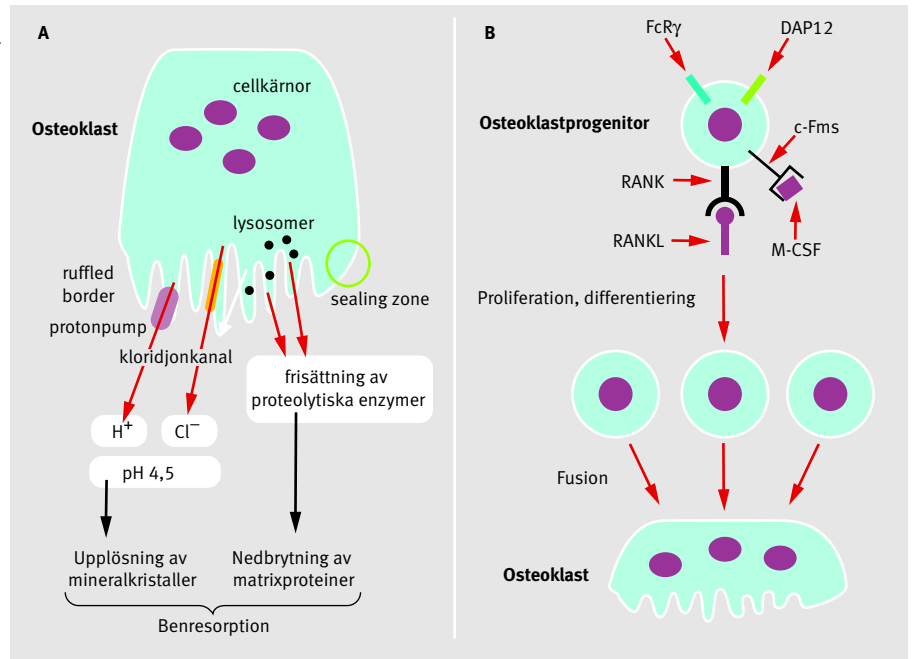 A
cellkärnor
Osteoklast
lysosomer
ruffled
border
sealing zone
protonpump
kloridjonkanal
frisättning av
proteolytiska enzymer
H+
Cl−
pH 4,5
Upplösning av
mineralkristaller
Nedbrytning av
matrixproteiner
Benresorption
B
FcRγ
DAP12
Osteoklastprogenitor
c-Fms
RANK
RANKL
M-CSF
Proliferation, differentiering
Fusion
Osteoklast